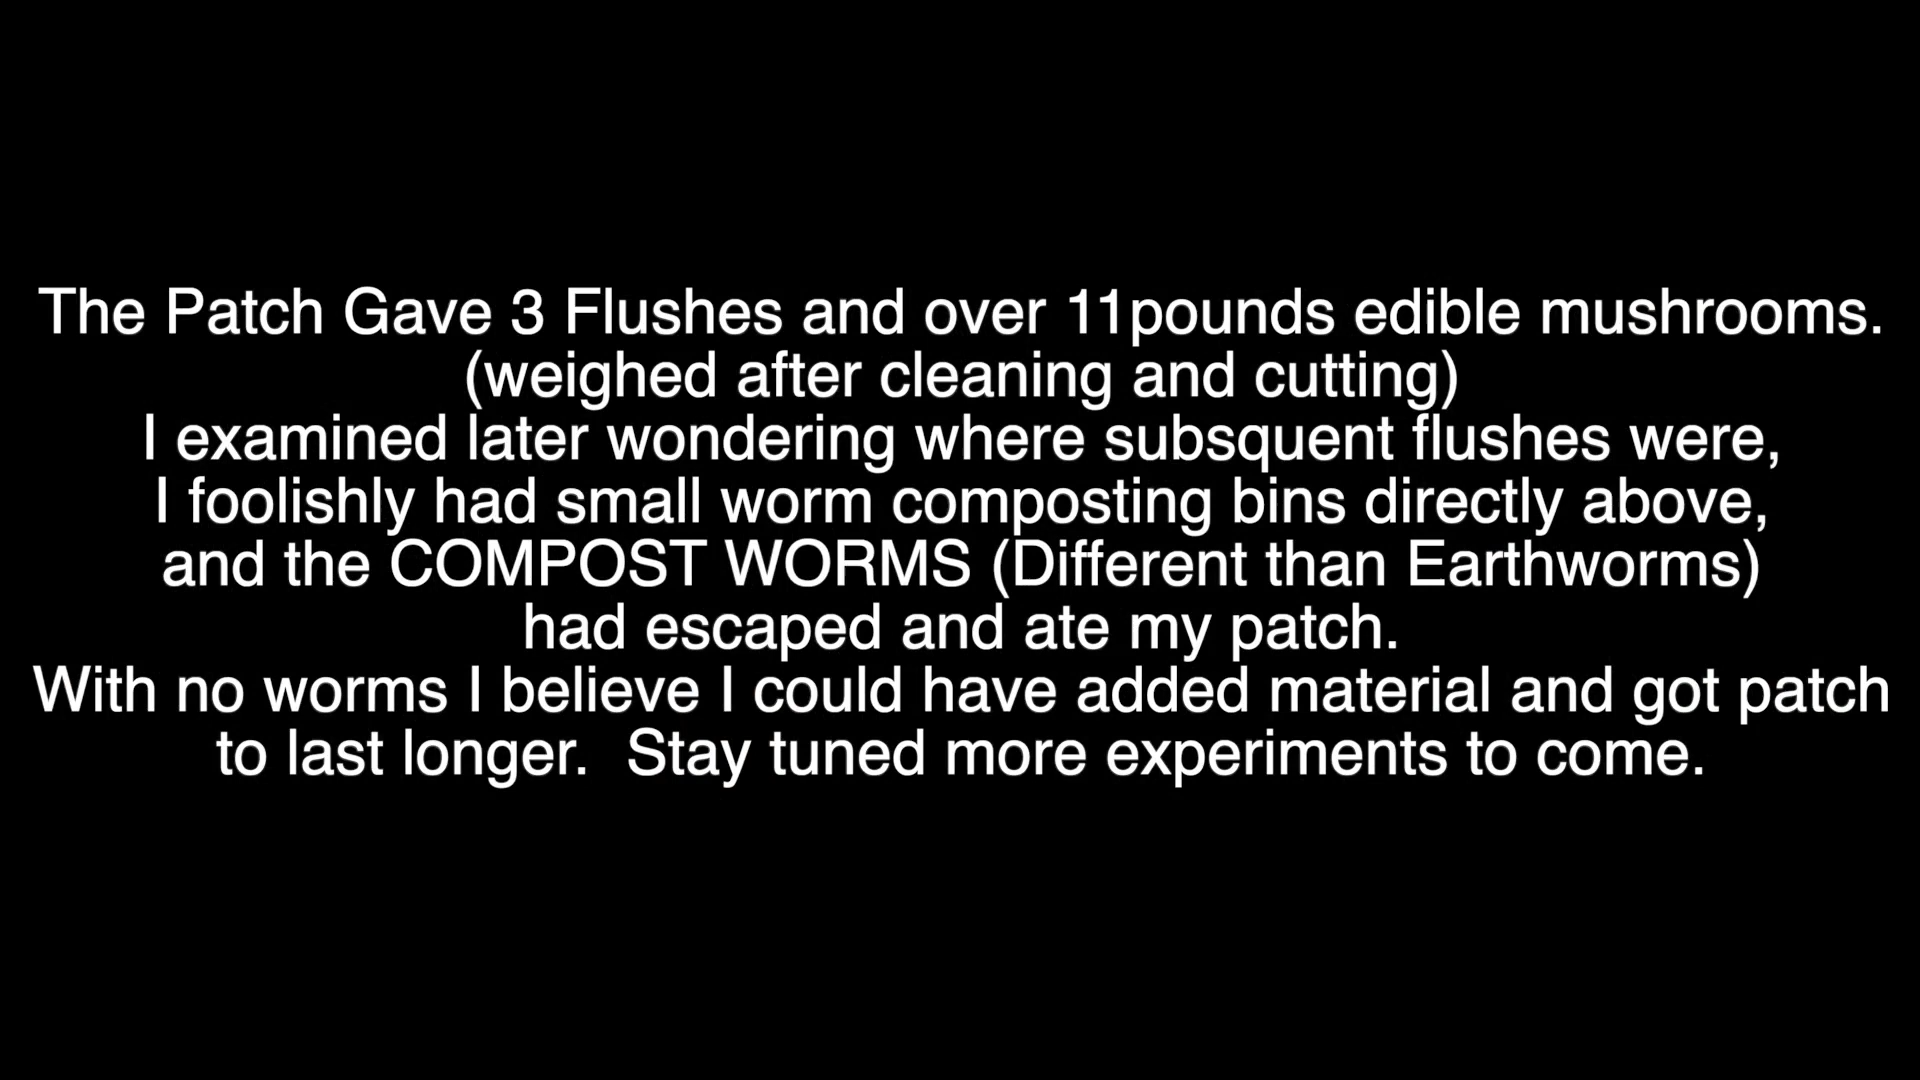 The Patch Gave 3 Flushes and over 11pounds edible mushrooms.
(weighed after cleaning and cutting)
I examined later wondering where subsquent flushes were,
I foolishly had small worm composting bins directly above,
and the COMPOST WORMS (Different than Earthworms)
had escaped and ate my patch.
With no worms I believe I could have added material and got patch
to last longer.  Stay tuned more experiments to come.